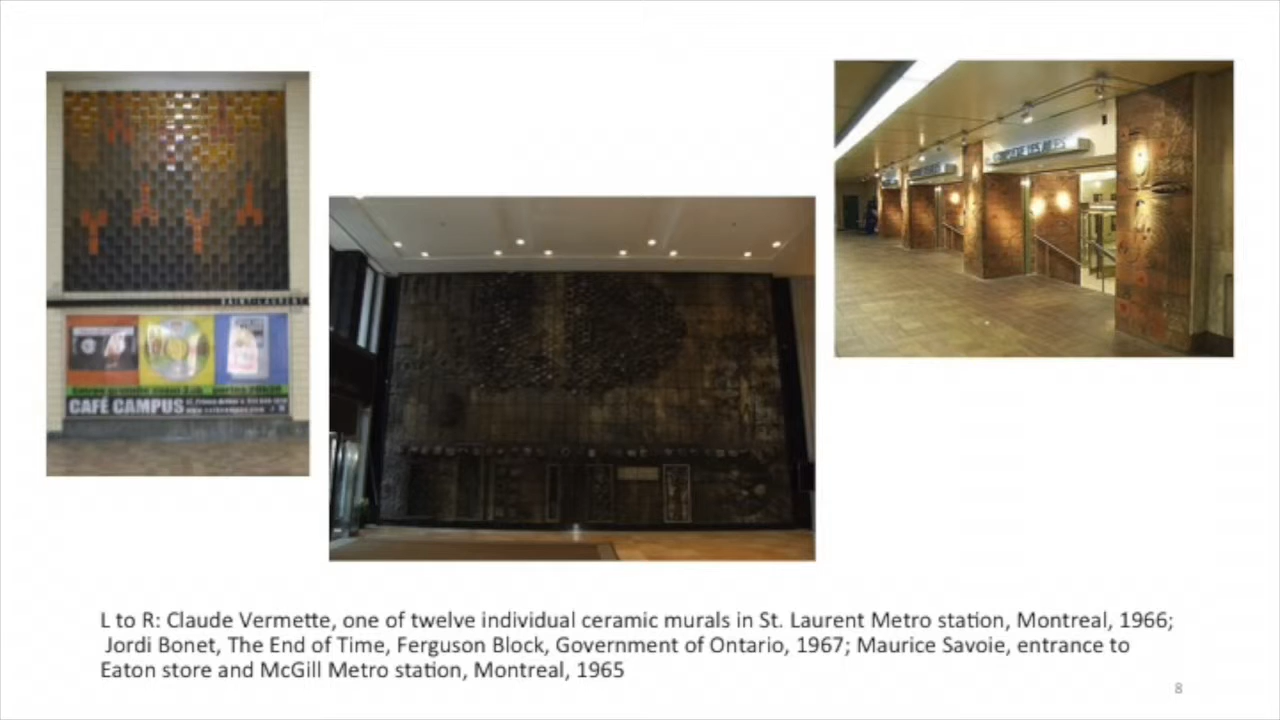 SAINT-LAURENT
CAFÉ CAMPUS
L to R: Claude Vermette, one of twelve individual ceramic murals in St. Laurent Metro station, Montreal, 1966;
Jordi Bonet, The End of Time, Ferguson Block, Government of Ontario, 1967; Maurice Savoie, entrance to
Eaton store and McGill Metro station, Montreal, 1965
8